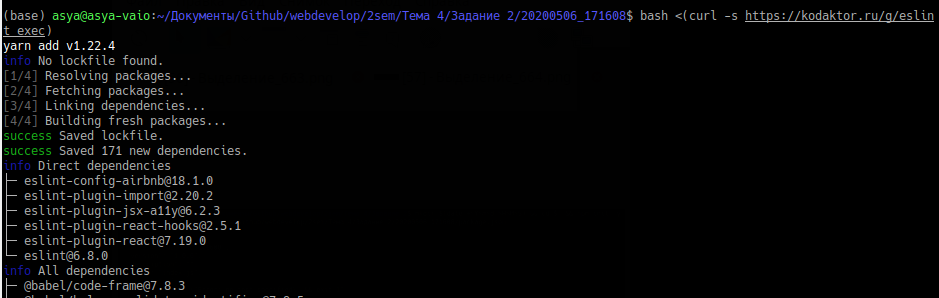 (base) asya@asya-vaio:~/Документы/Github/webdevelop/2sem/Тема 4/Задание 2/20200506_171608$ bash <(curl -s https://kodaktor.ru/g/eslin
t_exec)
yarn add v1.22.4
info No lockfile found.
[1/4] Resolving packages...
[2/4] Fetching packages...
[3/4] Linking dependencies...
[4/4] Building fresh packages...
success Saved lockfile.
success Saved 171 new dependencies.
info Direct dependencies
├─ eslint-config-airbnb@18.1.0
├─ eslint-plugin-import@2.20.2
├─ eslint-plugin-jsx-a11y@6.2.3
├─ eslint-plugin-react-hooks@2.5.1
├─ eslint-plugin-react@7.19.0
└─ eslint@6.8.0
info All dependencies
├─ @babel/code-frame@7.8.3